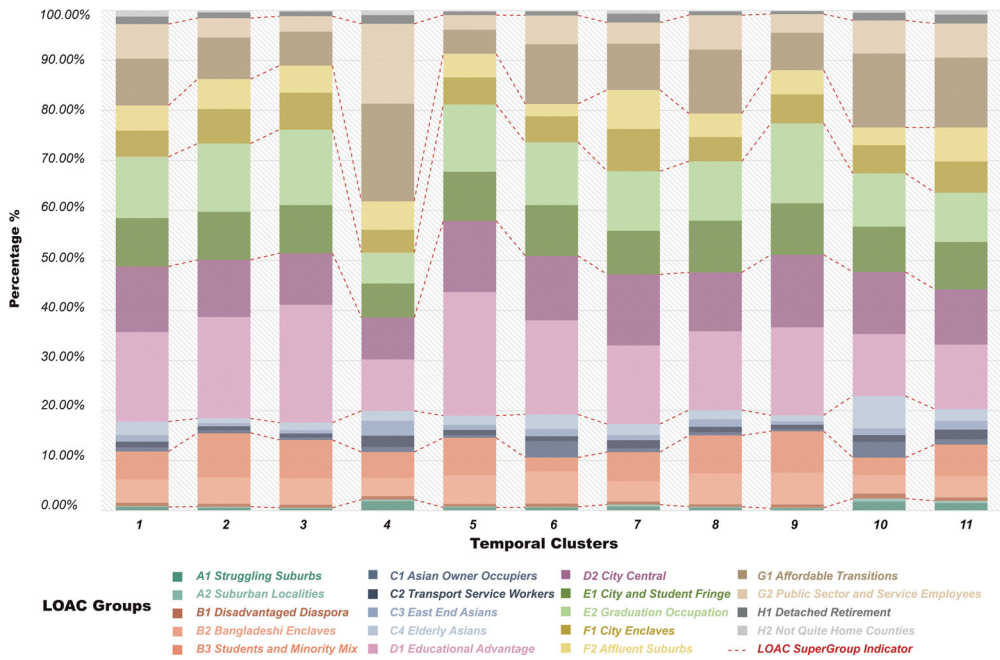 100.00%
90.00%
80.00%
70.00%
60.00%
50.00%
40.00%
30.00%
20.00%
10.00%
0.00%
Percentage %
1 2 3 4 5 6 7 8 9 10 11
Temporal Clusters
LOAC Groups
A1 Struggling Suburbs
A2 Suburban Localities
B1 Disadvantaged Diaspora
B2 Bangladeshi Enclaves
B3 Students and Minority Mix
C1 Asian Owner Occupiers
C2 Transport Service Workers
C3 East End Asians
C4 Elderly Asians
D1 Educational Advantage
D2 City Central
E1 City and Student Fringe
E2 Graduation Occupation
F1 City Enclaves
F2 Affluent Suburbs
G1 Affordable Transitions
G2 Public Sector and Service Employees
H1 Detached Retirement
H2 Not Quite Home Counties
LOAC SuperGroup Indicator